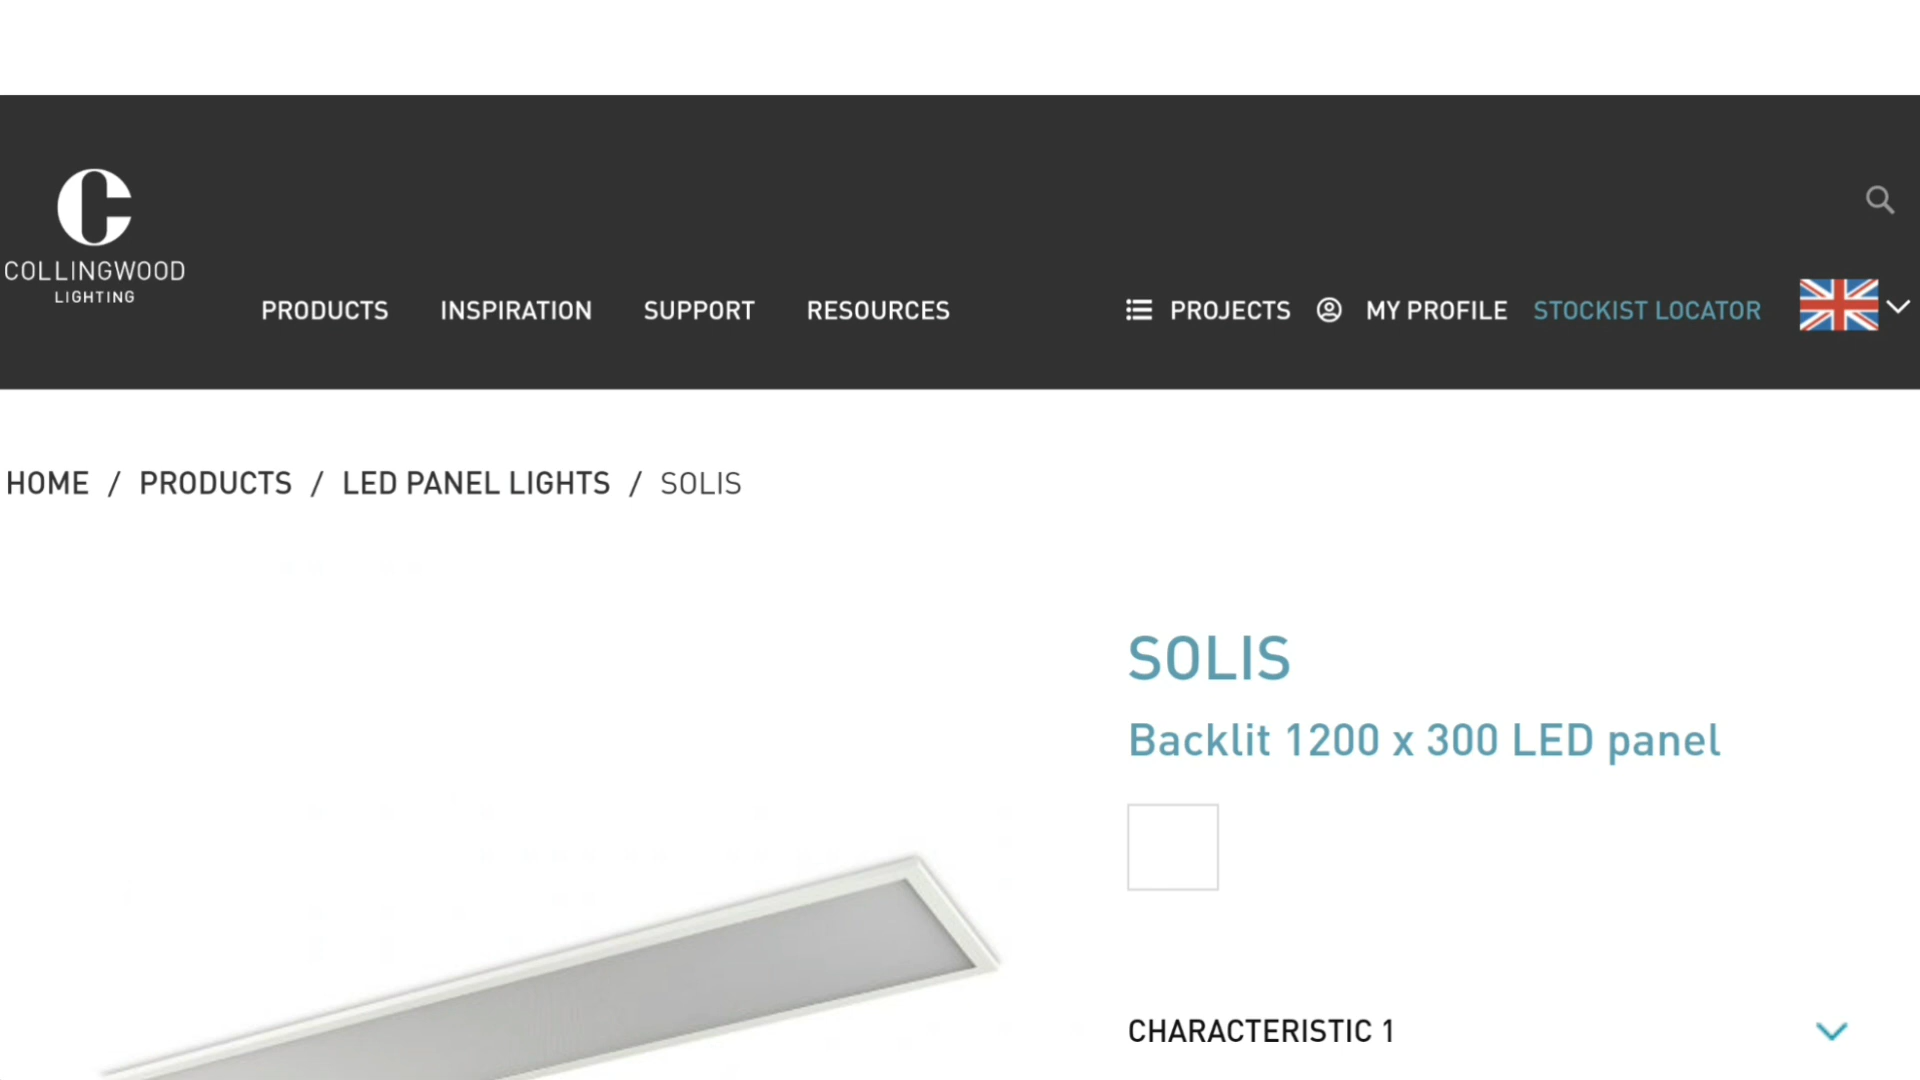 COLLINGWOOD
LIGHTING
PRODUCTS INSPIRATION SUPPORT RESOURCES PROJECTS MY PROFILE STOCKIST LOCATOR
HOME / PRODUCTS / LED PANEL LIGHTS / SOLIS
SOLIS
Backlit 1200 x 300 LED panel
CHARACTERISTIC 1